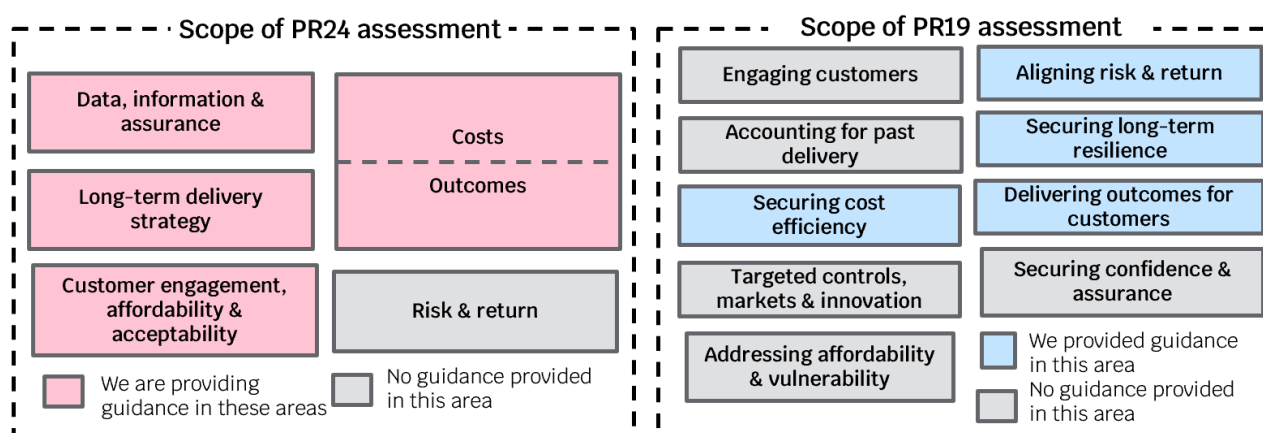 Scope of PR24 assessment
Data, information &
assurance
Costs
Outcomes
Long-term delivery
strategy
Customer engagement,
affordability &
acceptability
Risk & return
We are providing
guidance in these areas
No guidance provided
in this area
Scope of PR19 assessment
Engaging customers
Aligning risk & return
Accounting for past
delivery
Securing long-term
resilience
Securing cost
efficiency
Delivering outcomes for
customers
Targeted controls,
markets & innovation
Securing confidence &
assurance
Addressing affordability
& vulnerability
We provided guidance
in this area
No guidance provided
in this area